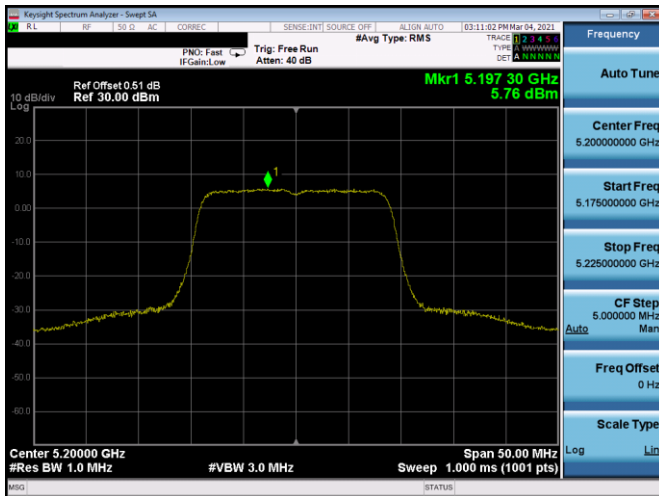 Keysight Spectrum Analyzer - Swept SA
RL RF 50 Ω AC CORREC SENSE:INT SOURCE OFF ALIGN AUTO 03:11:02 PM Mar 04, 2021
#Avg Type: RMS
TRACE 1 2 3 4 5 6
TYPE A WWWWW
DET A N N N N N
PNO: Fast
IFGain:Low
Trig: Free Run
Atten: 40 dB
Mkr1 5.197 30 GHz
5.76 dBm
Ref Offset 0.51 dB
Ref 30.00 dBm
10 dB/div
Log
20.0
10.0
0.00
-10.0
-20.0
-30.0
-40.0
-50.0
-60.0
1
Center 5.20000 GHz
Span 50.00 MHz
#Res BW 1.0 MHz
#VBW 3.0 MHz
Sweep 1.000 ms (1001 pts)
MSG
STATUS
Frequency
Auto Tune
Center Freq
5.200000000 GHz
Start Freq
5.175000000 GHz
Stop Freq
5.225000000 GHz
CF Step
5.000000 MHz
Auto Man
Freq Offset
0 Hz
Scale Type
Log Lin